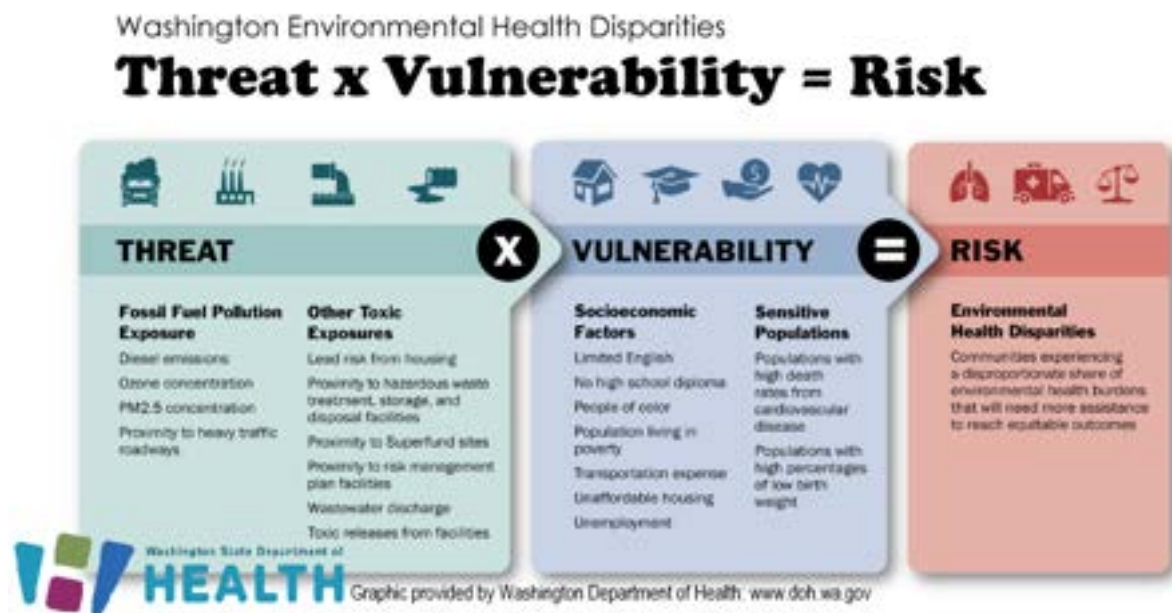 Washington Environmental Health Disparities
Threat x Vulnerability = Risk
THREAT
X
VULNERABILITY
=
RISK
Fossil Fuel Pollution
Exposure
Diesel emissions
Ozone concentration
PM2.5 concentration
Proximity to heavy traffic
roadways
Other Toxic
Exposures
Lead risk from housing
Proximity to hazardous waste
treatment, storage, and
disposal facilities
Proximity to Superfund sites
Proximity to risk management
plan facilities
Wastewater discharge
Toxic releases from facilities
Socioeconomic
Factors
Limited English
No high school diploma
People of color
Population living in
poverty
Transportation expense
Unaffordable housing
Unemployment
Sensitive
Populations
Populations with
high death
rates from
cardiovascular
disease
Populations with
high percentages
of low birth
weight
Environmental
Health Disparities
Communities experiencing
a disproportionate share of
environmental health burdens
that will need more assistance
to reach equitable outcomes
Washington State Department of
HEALTH
Graphic provided by Washington Department of Health: www.doh.wa.gov